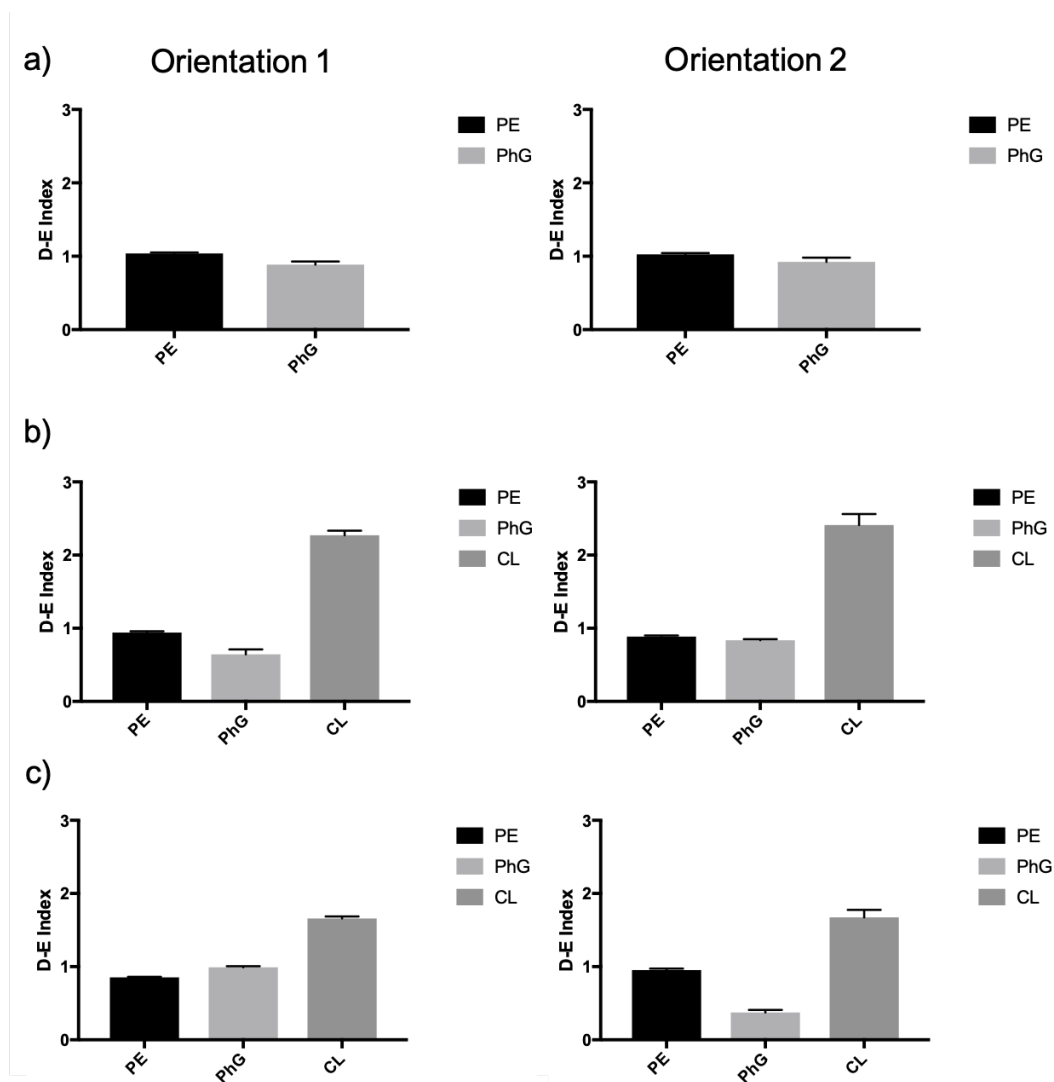 a)
Orientation 1
Orientation 2
3
2
1
0
D-E Index
PE
PhG
PE
PhG
3
2
1
0
D-E Index
PE
PhG
PE
PhG
b)
3
2
1
0
D-E Index
PE
PhG
CL
PE
PhG
CL
3
2
1
0
D-E Index
PE
PhG
CL
PE
PhG
CL
c)
3
2
1
0
D-E Index
PE
PhG
CL
PE
PhG
CL
3
2
1
0
D-E Index
PE
PhG
CL
PE
PhG
CL